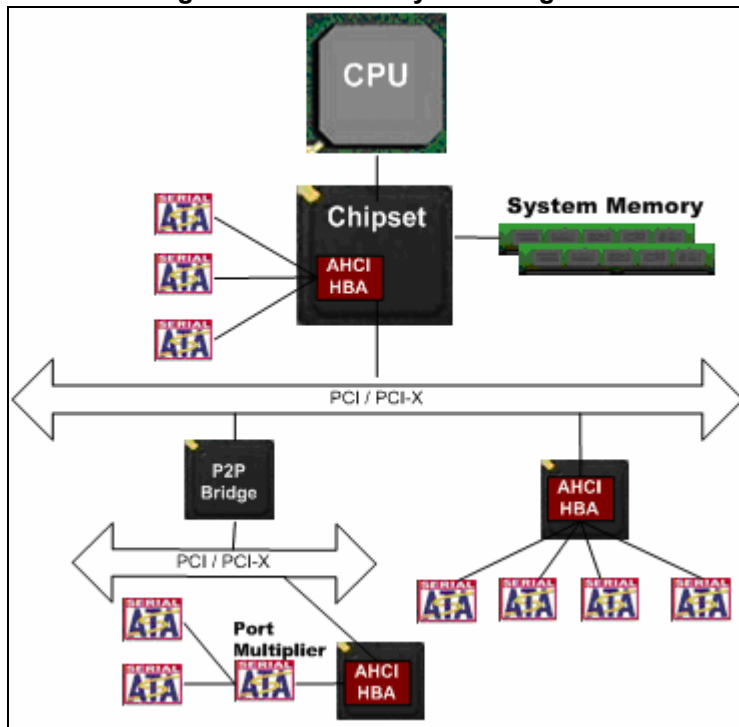 CPU
Chipset
System Memory
AHCI
HBA
SERIAL
ATA
SERIAL
ATA
SERIAL
ATA
PCI / PCI-X
P2P
Bridge
AHCI
HBA
PCI / PCI-X
SERIAL
ATA
SERIAL
ATA
SERIAL
ATA
SERIAL
ATA
SERIAL
ATA
SERIAL
ATA
Port
Multiplier
SERIAL
ATA
AHCI
HBA